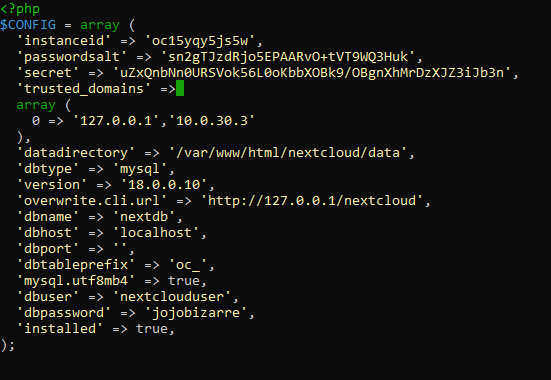 <?php
$CONFIG = array (
  'instanceid' => 'oc15yqy5js5w',
  'passwordsalt' => 'sn2gTJzdRjo5EPAARvO+tVT9WQ3Huk',
  'secret' => 'uZxQnbNn0URSVok56L0oKbbXOBk9/OBgnXhMrDzXJZ3iJb3n',
  'trusted_domains' =>
  array (
    0 => '127.0.0.1','10.0.30.3'
  ),
  'datadirectory' => '/var/www/html/nextcloud/data',
  'dbtype' => 'mysql',
  'version' => '18.0.0.10',
  'overwrite.cli.url' => 'http://127.0.0.1/nextcloud',
  'dbname' => 'nextdb',
  'dbhost' => 'localhost',
  'dbport' => '',
  'dbtableprefix' => 'oc_',
  'mysql.utf8mb4' => true,
  'dbuser' => 'nextclouduser',
  'dbpassword' => 'jojobizarre',
  'installed' => true,
);